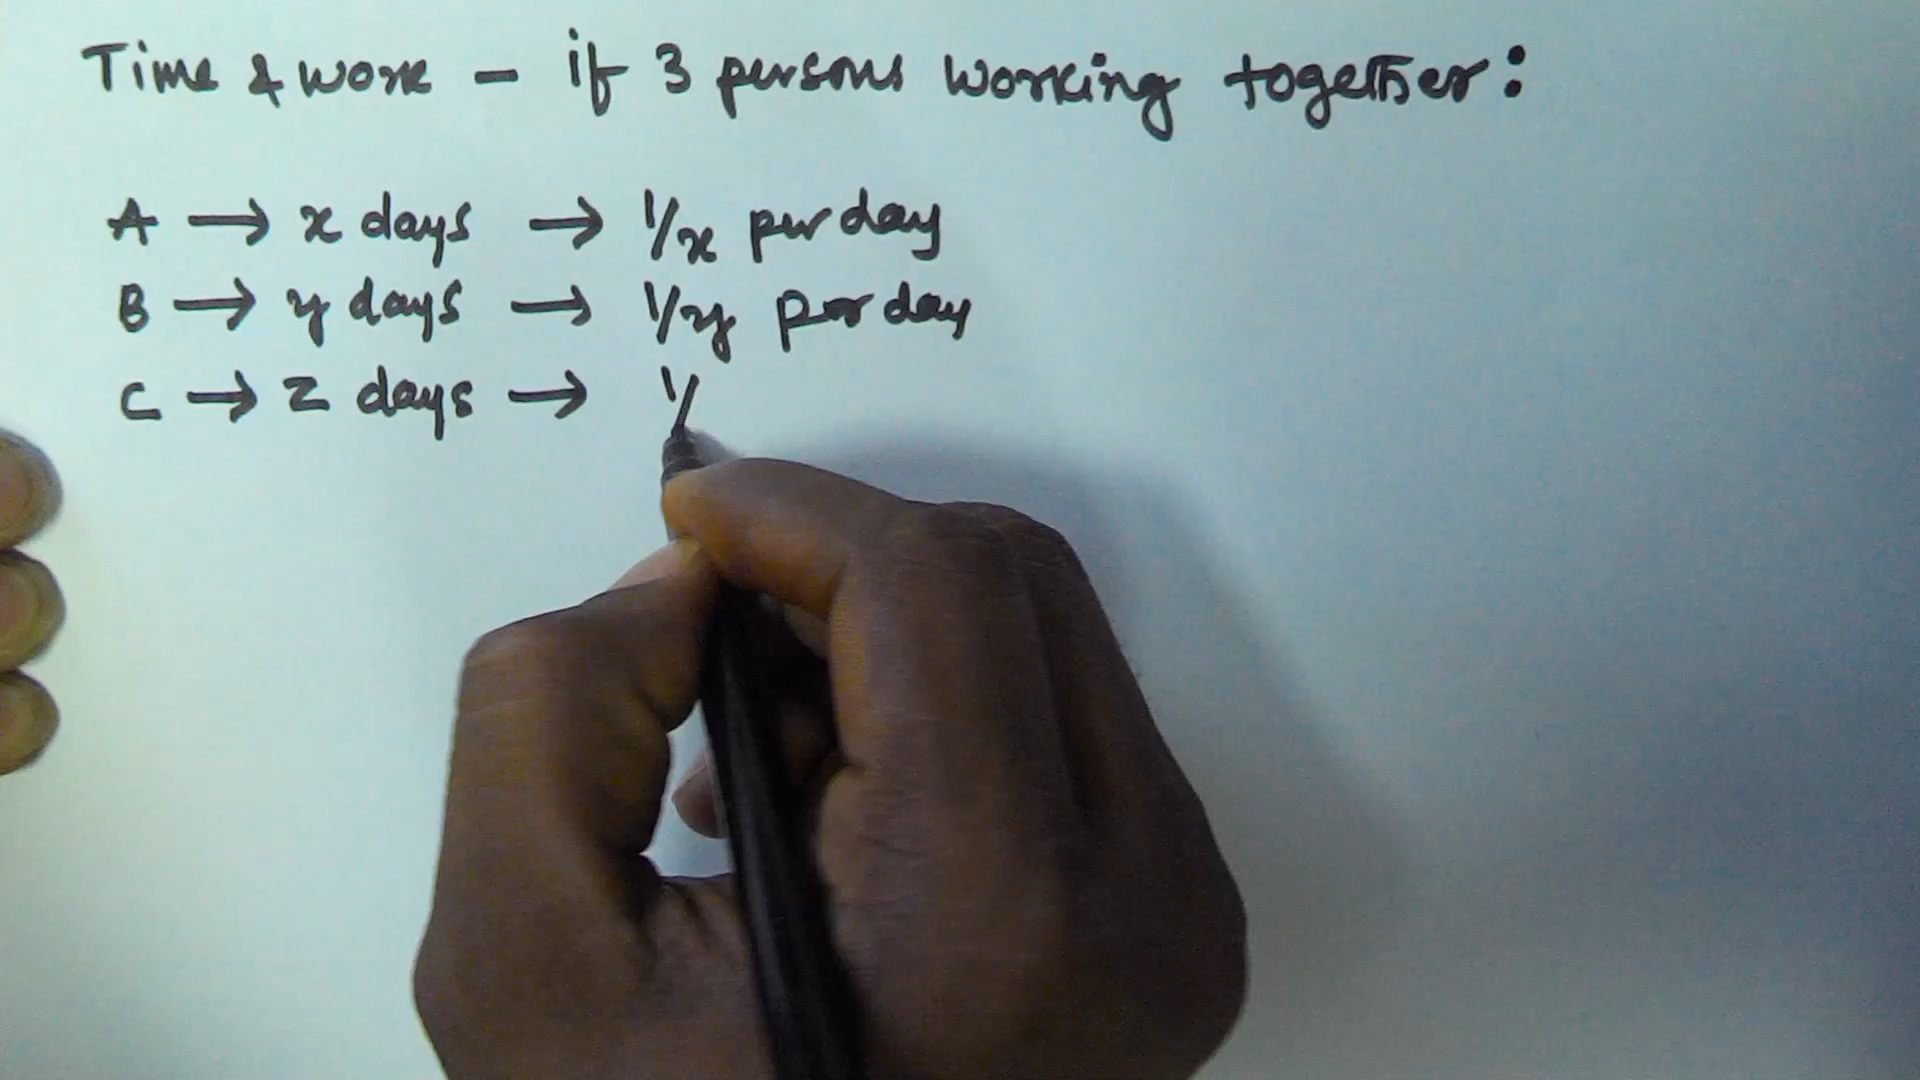 Time & work - if 3 persons working together:
A → x days → 1/x per day
B → y days → 1/y per day
C → z days → 1/